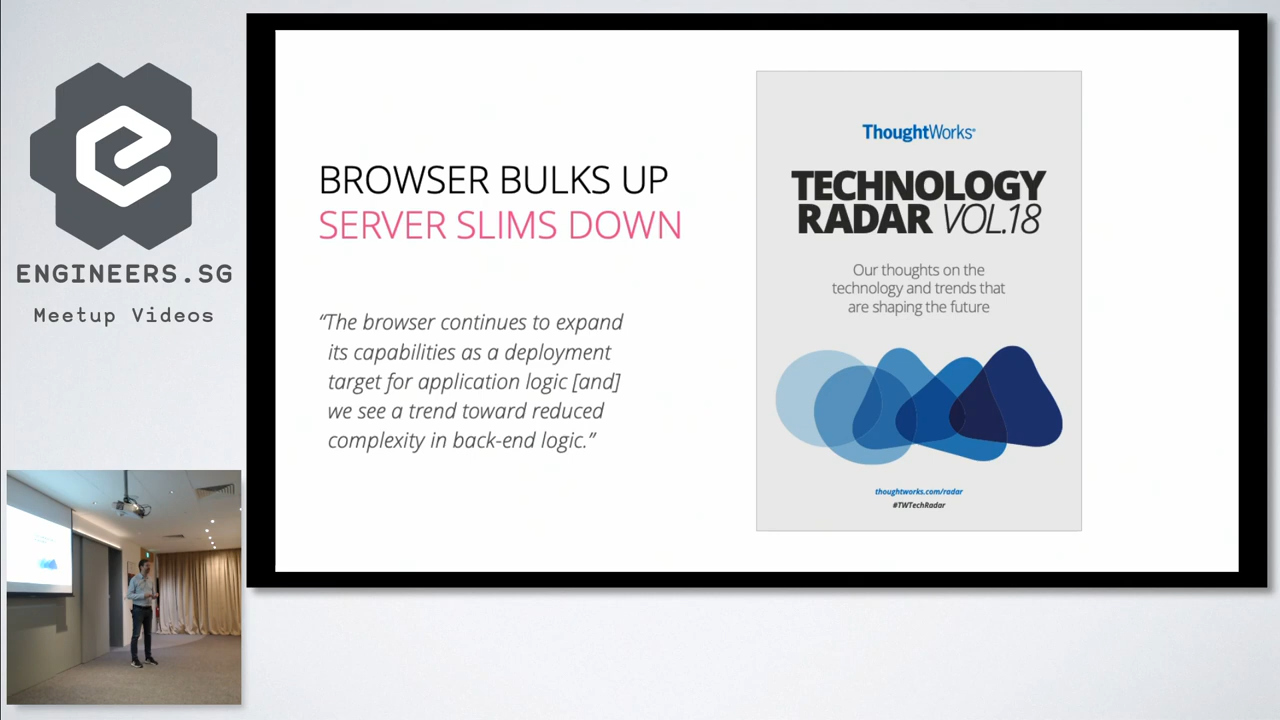 ENGINEERS.SG
Meetup Videos
BROWSER BULKS UP
SERVER SLIMS DOWN
“The browser continues to expand
its capabilities as a deployment
target for application logic [and]
we see a trend toward reduced
complexity in back-end logic.”
ThoughtWorks®
TECHNOLOGY
RADAR VOL.18
Our thoughts on the
technology and trends that
are shaping the future
thoughtworks.com/radar
#TWTechRadar